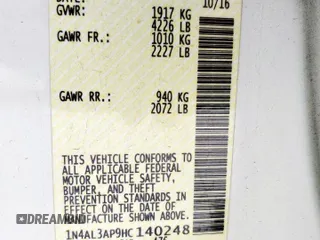 DATE:
10/16
GVWR: 1917 KG
4226 LB
GAWR FR.: 1010 KG
2227 LB
GAWR RR.: 940 KG
2072 LB
THIS VEHICLE CONFORMS TO
ALL APPLICABLE FEDERAL
MOTOR VEHICLE SAFETY,
BUMPER, AND THEFT
PREVENTION STANDARDS IN
EFFECT ON THE DATE OF
MANUFACTURE SHOWN ABOVE.
1N4AL3AP9HC140248
DREAMBID